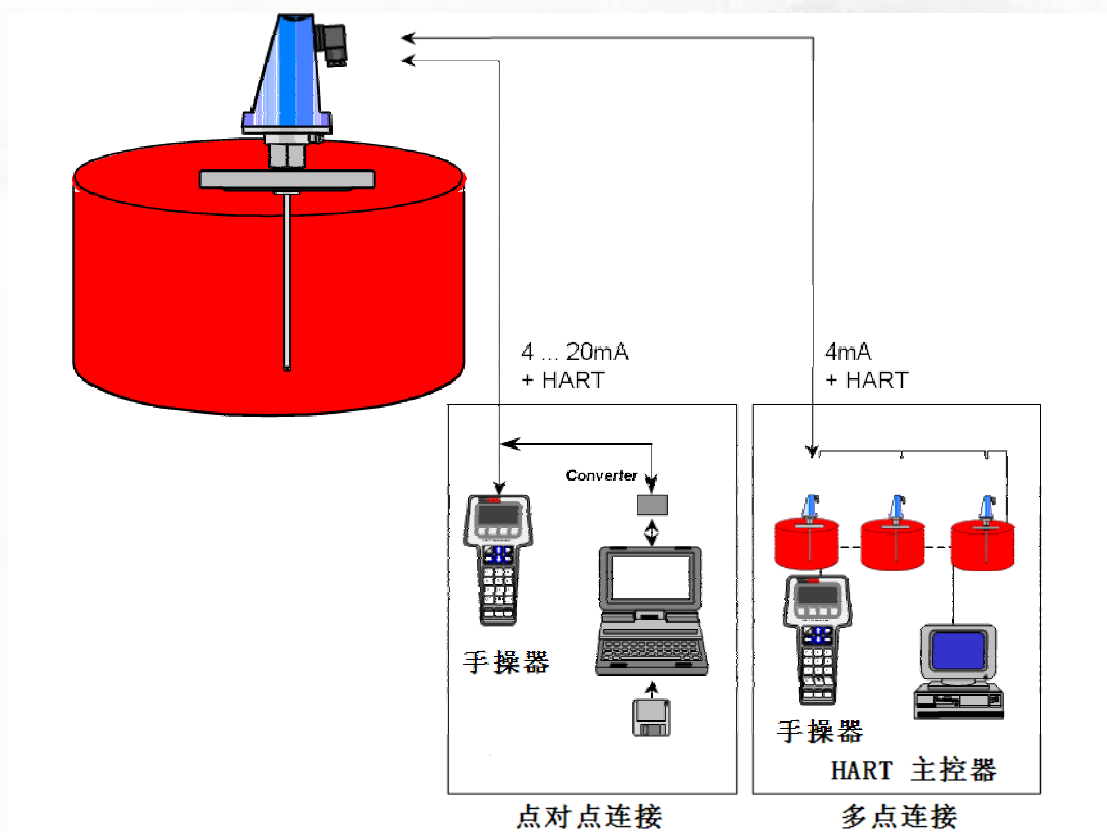 4 ... 20mA
+ HART
4mA
+ HART
Converter
手操器
手操器
HART 主控器
点对点连接
多点连接